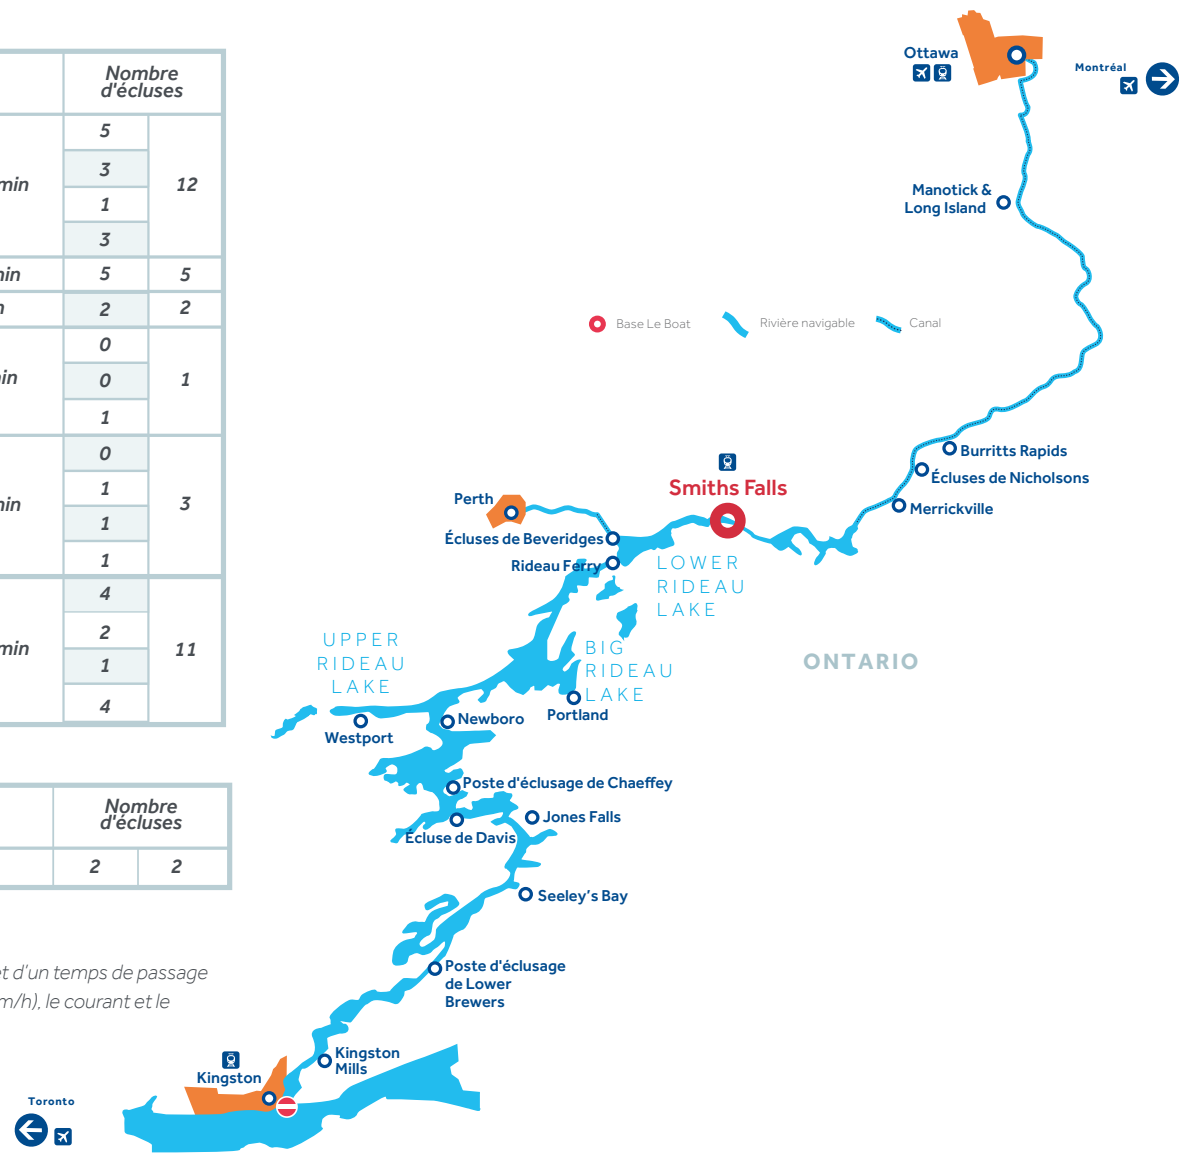 Nombre
d'écluses
5
min
3
12
1
3
min
5
5
n
2
2
0
in
0
1
1
0
1
min
3
1
1
4
2
min
11
1
4
Nombre
d'écluses
2
2
et d'un temps de passage
m/h), le courant et le
Ottawa
Montréal
Manotick &
Long Island
Base Le Boat
Rivière navigable
Canal
Burritts Rapids
Écluses de Nicholsons
Merrickville
Smiths Falls
Perth
Écluses de Beveridges
Rideau Ferry
LOWER
RIDEAU
LAKE
UPPER
RIDEAU
LAKE
BIG
RIDEAU
LAKE
ONTARIO
Portland
Newboro
Westport
Poste d'éclusage de Chaeffey
Jones Falls
Écluse de Davis
Seeley's Bay
Poste d'éclusage
de Lower
Brewers
Kingston
Mills
Kingston
Toronto